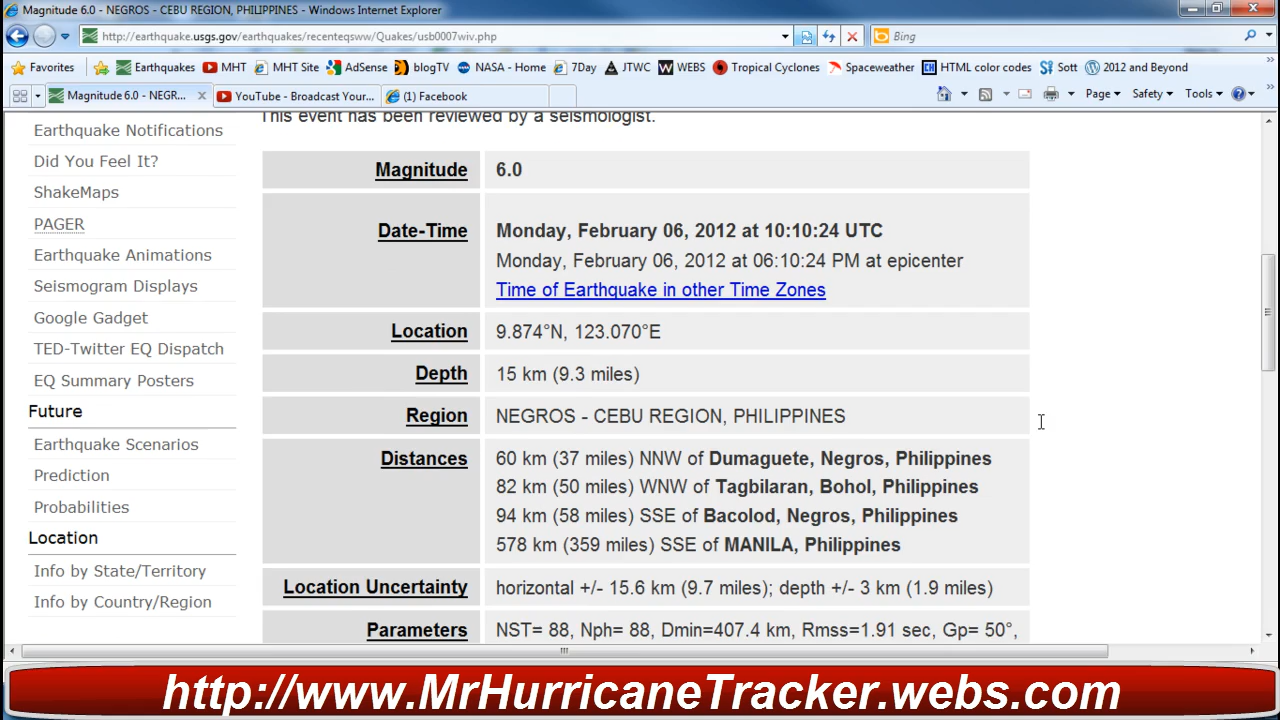 Magnitude 6.0 - NEGROS - CEBU REGION, PHILIPPINES - Windows Internet Explorer
http://earthquake.usgs.gov/earthquakes/recenteqsww/Quakes/usb0007wiv.php
Bing
Favorites Earthquakes MHT MHT Site AdSense blogTV NASA - Home 7Day JTWC WEBS Tropical Cyclones Spaceweather HTML color codes Sott 2012 and Beyond
Magnitude 6.0 - NEGR... YouTube - Broadcast Your... (1) Facebook Page Safety Tools
This event has been reviewed by a seismologist.
Earthquake Notifications
Did You Feel It?
ShakeMaps
PAGER
Earthquake Animations
Seismogram Displays
Google Gadget
TED-Twitter EQ Dispatch
EQ Summary Posters
Future
Earthquake Scenarios
Prediction
Probabilities
Location
Info by State/Territory
Info by Country/Region
Magnitude 6.0
Date-Time Monday, February 06, 2012 at 10:10:24 UTC
Monday, February 06, 2012 at 06:10:24 PM at epicenter
Time of Earthquake in other Time Zones
Location 9.874°N, 123.070°E
Depth 15 km (9.3 miles)
Region NEGROS - CEBU REGION, PHILIPPINES
Distances 60 km (37 miles) NNW of Dumaguete, Negros, Philippines
82 km (50 miles) WNW of Tagbilaran, Bohol, Philippines
94 km (58 miles) SSE of Bacolod, Negros, Philippines
578 km (359 miles) SSE of MANILA, Philippines
Location Uncertainty horizontal +/- 15.6 km (9.7 miles); depth +/- 3 km (1.9 miles)
Parameters NST= 88, Nph= 88, Dmin=407.4 km, Rmss=1.91 sec, Gp= 50°,
http://www.MrHurricaneTracker.webs.com